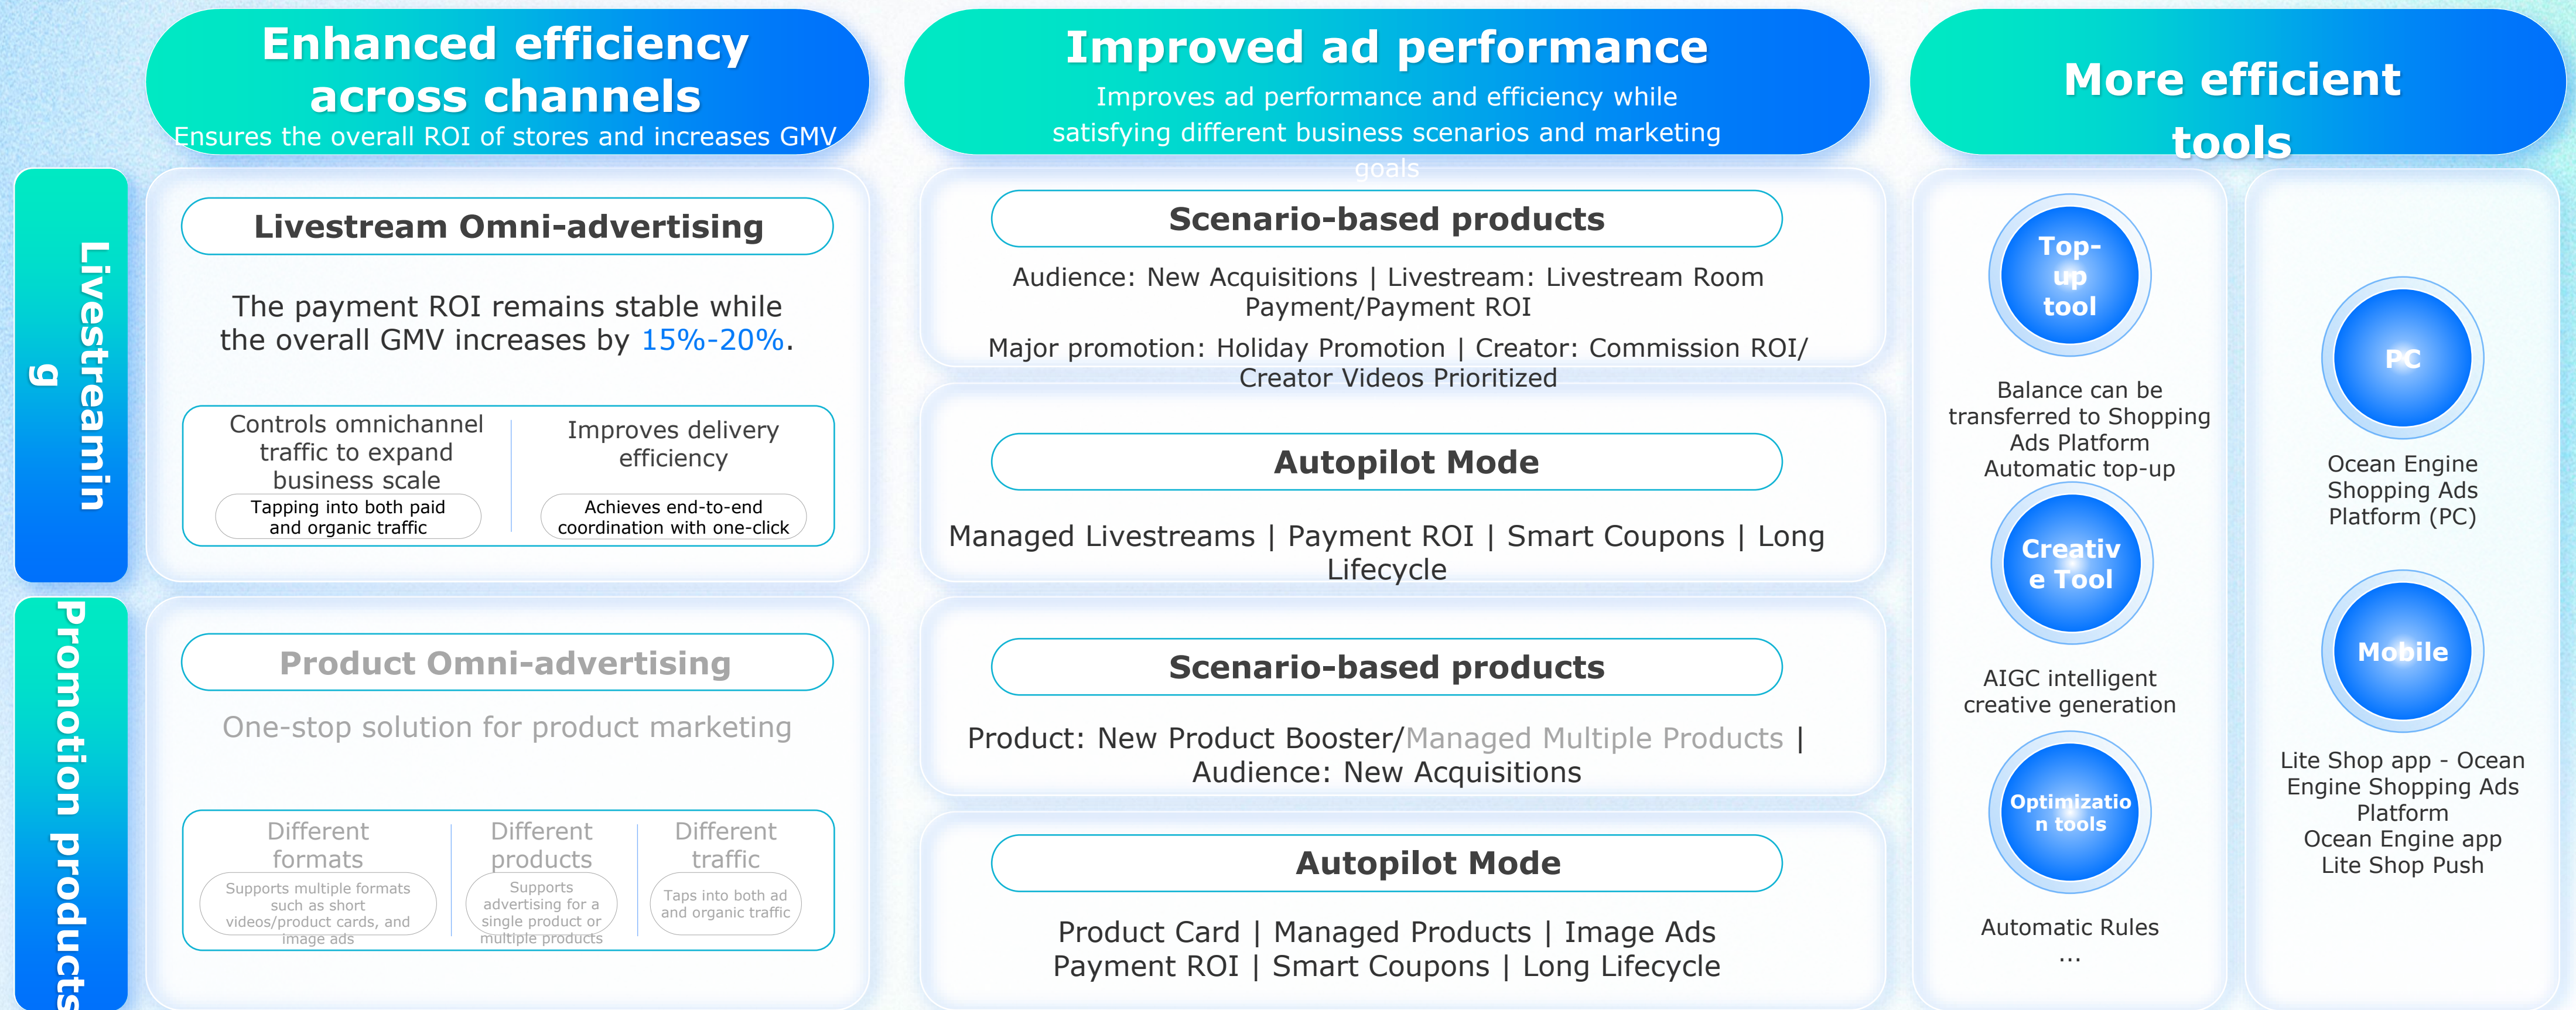 Enhanced efficiency
across channels
Ensures the overall ROI of stores and increases GMV
Improved ad performance
Improves ad performance and efficiency while
satisfying different business scenarios and marketing
goals
More efficient
tools
Livestreamin
g
Livestream Omni-advertising
The payment ROI remains stable while
the overall GMV increases by 15%-20%.
Controls omnichannel
traffic to expand
business scale
Tapping into both paid
and organic traffic
Improves delivery
efficiency
Achieves end-to-end
coordination with one-click
Scenario-based products
Audience: New Acquisitions | Livestream: Livestream Room
Payment/Payment ROI
Major promotion: Holiday Promotion | Creator: Commission ROI/
Creator Videos Prioritized
Autopilot Mode
Managed Livestreams | Payment ROI | Smart Coupons | Long
Lifecycle
Promotion products
Product Omni-advertising
One-stop solution for product marketing
Different
formats
Supports multiple formats
such as short
videos/product cards, and
image ads
Different
products
Supports
advertising for a
single product or
multiple products
Different
traffic
Taps into both ad
and organic traffic
Scenario-based products
Product: New Product Booster/Managed Multiple Products |
Audience: New Acquisitions
Autopilot Mode
Product Card | Managed Products | Image Ads
Payment ROI | Smart Coupons | Long Lifecycle
Top-
up
tool
Balance can be
transferred to Shopping
Ads Platform
Automatic top-up
Creativ
e Tool
AIGC intelligent
creative generation
Optimizatio
n tools
Automatic Rules
...
PC
Ocean Engine
Shopping Ads
Platform (PC)
Mobile
Lite Shop app - Ocean
Engine Shopping Ads
Platform
Ocean Engine app
Lite Shop Push